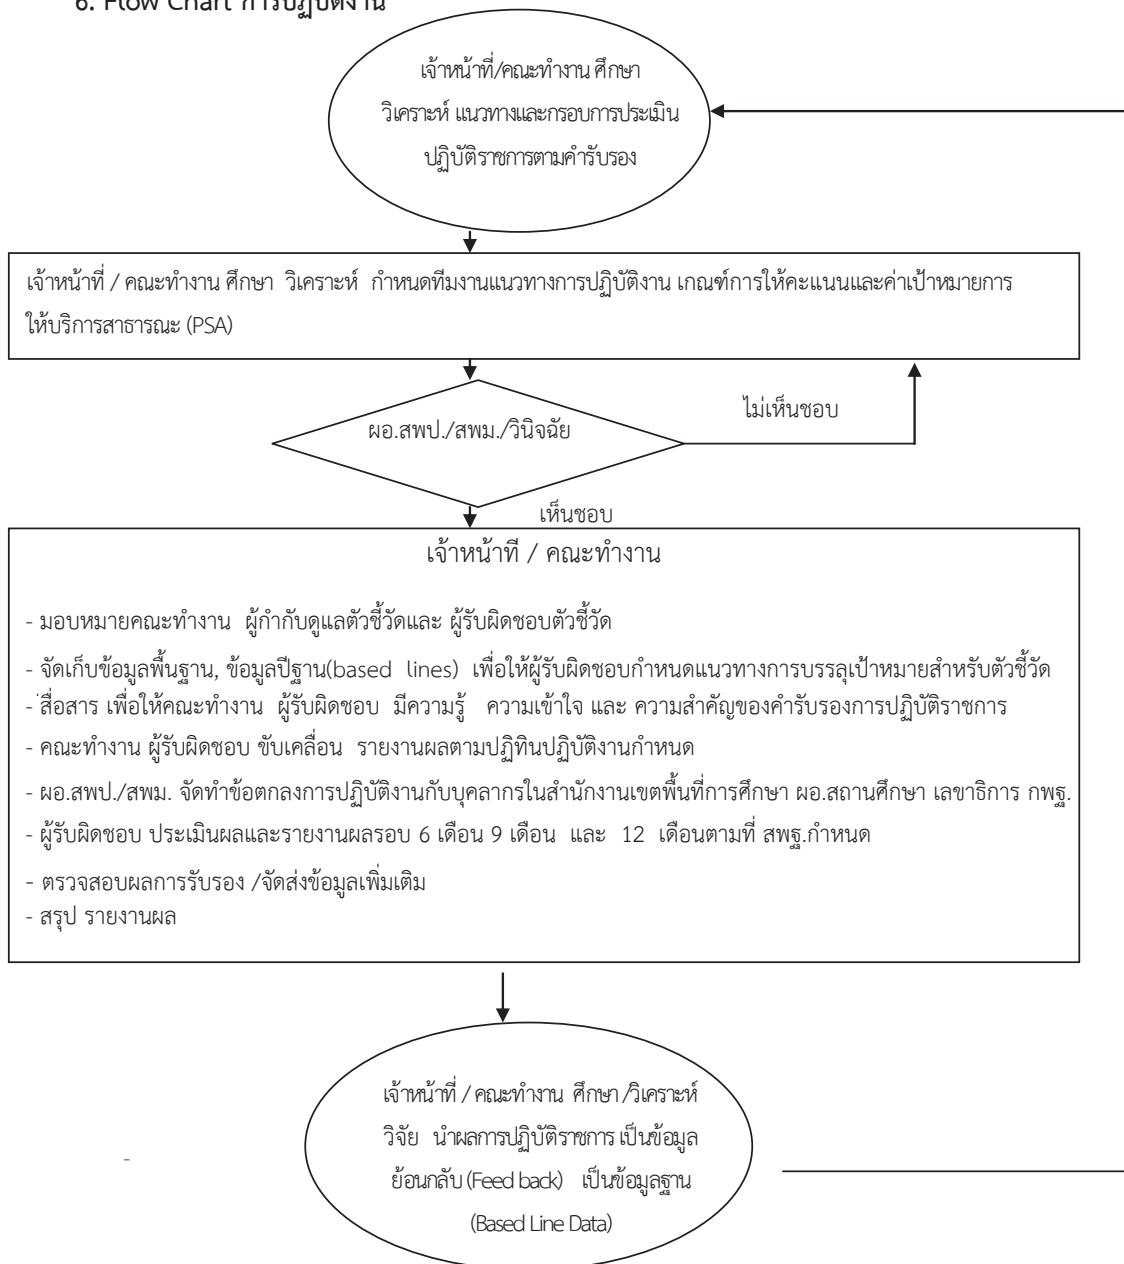 6. Flow Chart การปฏิบัติงาน
เจ้าหน้าที่/คณะทำงาน ศึกษา
วิเคราะห์ แนวทางและกรอบการประเมิน
ปฏิบัติราชการตามคำรับรอง
เจ้าหน้าที่ / คณะทำงาน ศึกษา วิเคราะห์ กำหนดทีมงานแนวทางการปฏิบัติงาน เกณฑ์การให้คะแนนและค่าเป้าหมายการ
ให้บริการสาธารณะ (PSA)
ไม่เห็นชอบ
ผอ.สพป./สพม./วินิจฉัย
เห็นชอบ
เจ้าหน้าที / คณะทำงาน
- มอบหมายคณะทำงาน ผู้กำกับดูแลตัวชี้วัดและ ผู้รับผิดชอบตัวชี้วัด
- จัดเก็บข้อมูลพื้นฐาน, ข้อมูลปีฐาน(based lines) เพื่อให้ผู้รับผิดชอบกำหนดแนวทางการบรรลุเป้าหมายสำหรับตัวชี้วัด
- สื่อสาร เพื่อให้คณะทำงาน ผู้รับผิดชอบ มีความรู้ ความเข้าใจ และ ความสำคัญของคำรับรองการปฏิบัติราชการ
- คณะทำงาน ผู้รับผิดชอบ ขับเคลื่อน รายงานผลตามปฏิทินปฏิบัติงานกำหนด
- ผอ.สพป./สพม. จัดทำข้อตกลงการปฏิบัติงานกับบุคลากรในสำนักงานเขตพื้นที่การศึกษา ผอ.สถานศึกษา เลขาธิการ กพฐ.
- ผู้รับผิดชอบ ประเมินผลและรายงานผลรอบ 6 เดือน 9 เดือน และ 12 เดือนตามที่ สพฐ.กำหนด
- ตรวจสอบผลการรับรอง /จัดส่งข้อมูลเพิ่มเติม
- สรุป รายงานผล
เจ้าหน้าที่ / คณะทำงาน ศึกษา /วิเคราะห์
วิจัย นำผลการปฏิบัติราชการ เป็นข้อมูล
ย้อนกลับ (Feed back) เป็นข้อมูลฐาน
(Based Line Data)
-